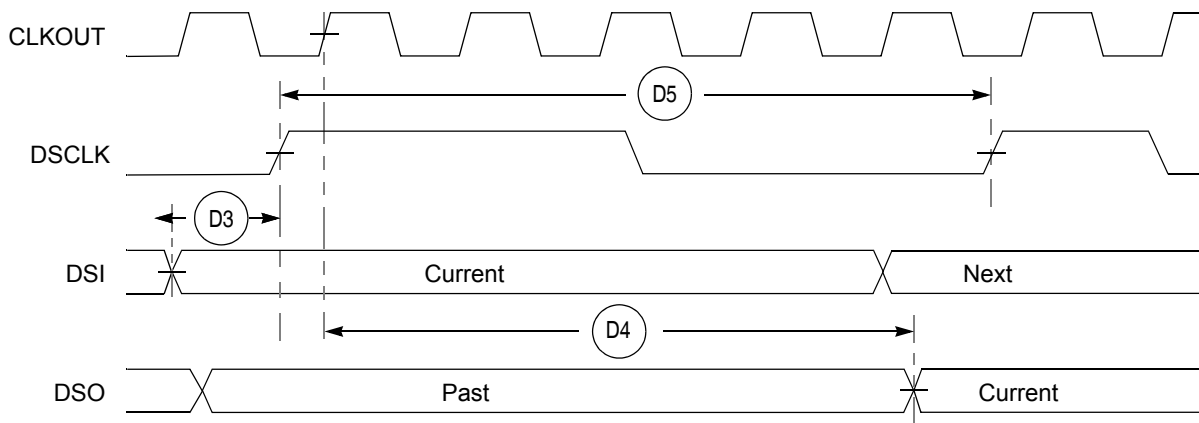 CLKOUT
D5
DSCLK
D3
DSI
Current
Next
D4
DSO
Past
Current